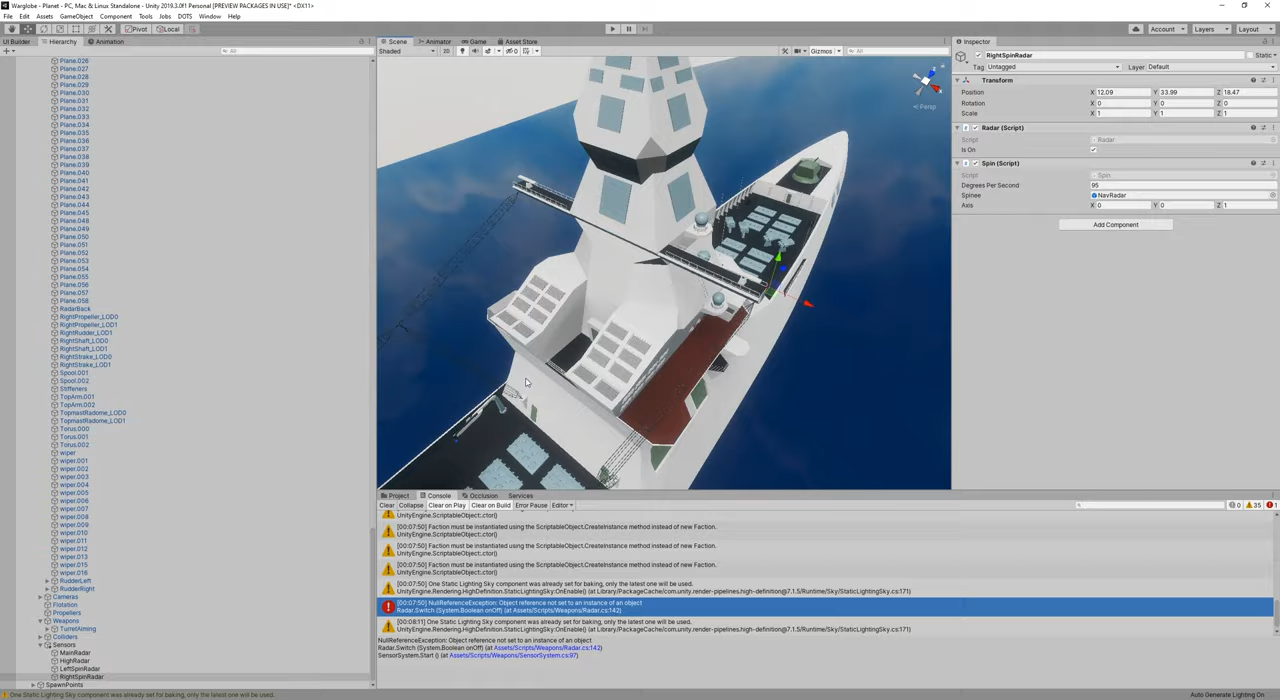 Warglobe - Planet - PC, Mac & Linux Standalone - Unity 2019.3.0f1 Personal [PREVIEW PACKAGES IN USE]* <DX11>
File Edit Assets GameObject Component Tools Jobs DOTS Window Help
Pivot Local Account Layers Layout
UI Builder Hierarchy Animation Scene Animator Game Asset Store Inspector
All Shaded 2D 0 Gizmos All
RightSpinRadar Static
Tag Untagged Layer Default
Transform
Position X 12.09 Y 33.99 Z 18.47
Rotation X 0 Y 0 Z 0
Scale X 1 Y 1 Z 1
Radar (Script)
Script Radar
Is On
Spin (Script)
Script Spin
Degrees Per Second 95
Spinee NavRadar
Axis X 0 Y 0 Z 1
Add Component
Persp
Plane.026
Plane.027
Plane.028
Plane.029
Plane.030
Plane.031
Plane.032
Plane.033
Plane.034
Plane.035
Plane.036
Plane.037
Plane.038
Plane.039
Plane.040
Plane.041
Plane.042
Plane.043
Plane.044
Plane.045
Plane.048
Plane.049
Plane.050
Plane.051
Plane.052
Plane.053
Plane.054
Plane.055
Plane.056
Plane.057
Plane.058
RadarBack
RightPropeller_LOD0
RightPropeller_LOD1
RightRudder_LOD1
RightShaft_LOD0
RightShaft_LOD1
RightStrake_LOD0
RightStrake_LOD1
Spool.001
Spool.002
Stiffeners
TopArm.001
TopArm.002
TopmastRadome_LOD0
TopmastRadome_LOD1
Torus.000
Torus.001
Torus.002
wiper
wiper.001
wiper.002
wiper.003
wiper.004
wiper.005
wiper.006
wiper.007
wiper.008
wiper.009
wiper.010
wiper.011
wiper.012
wiper.013
wiper.015
wiper.016
RudderLeft
RudderRight
Cameras
Flotation
Propellers
Weapons
TurretAiming
Colliders
Sensors
MainRadar
HighRadar
LeftSpinRadar
RightSpinRadar
SpawnPoints
Project Console Occlusion Services
Clear Collapse Clear on Play Clear on Build Error Pause Editor 0 35 1
UnityEngine.ScriptableObject:.ctor()
[00:07:50] Faction must be instantiated using the ScriptableObject.CreateInstance method instead of new Faction.
UnityEngine.ScriptableObject:.ctor()
[00:07:50] Faction must be instantiated using the ScriptableObject.CreateInstance method instead of new Faction.
UnityEngine.ScriptableObject:.ctor()
[00:07:50] Faction must be instantiated using the ScriptableObject.CreateInstance method instead of new Faction.
UnityEngine.ScriptableObject:.ctor()
[00:07:50] One Static Lighting Sky component was already set for baking, only the latest one will be used.
UnityEngine.Rendering.HighDefinition.StaticLightingSky:OnEnable() (at Library/PackageCache/com.unity.render-pipelines.high-definition@7.1.5/Runtime/Sky/StaticLightingSky.cs:171)
[00:07:50] NullReferenceException: Object reference not set to an instance of an object
Radar.Switch (System.Boolean onOff) (at Assets/Scripts/Weapons/Radar.cs:142)
[00:08:11] One Static Lighting Sky component was already set for baking, only the latest one will be used.
UnityEngine.Rendering.HighDefinition.StaticLightingSky:OnEnable() (at Library/PackageCache/com.unity.render-pipelines.high-definition@7.1.5/Runtime/Sky/StaticLightingSky.cs:171)
NullReferenceException: Object reference not set to an instance of an object
Radar.Switch (System.Boolean onOff) (at Assets/Scripts/Weapons/Radar.cs:142)
SensorSystem.Start () (at Assets/Scripts/Weapons/SensorSystem.cs:97)
One Static Lighting Sky component was already set for baking, only the latest one will be used.
Auto Generate Lighting On